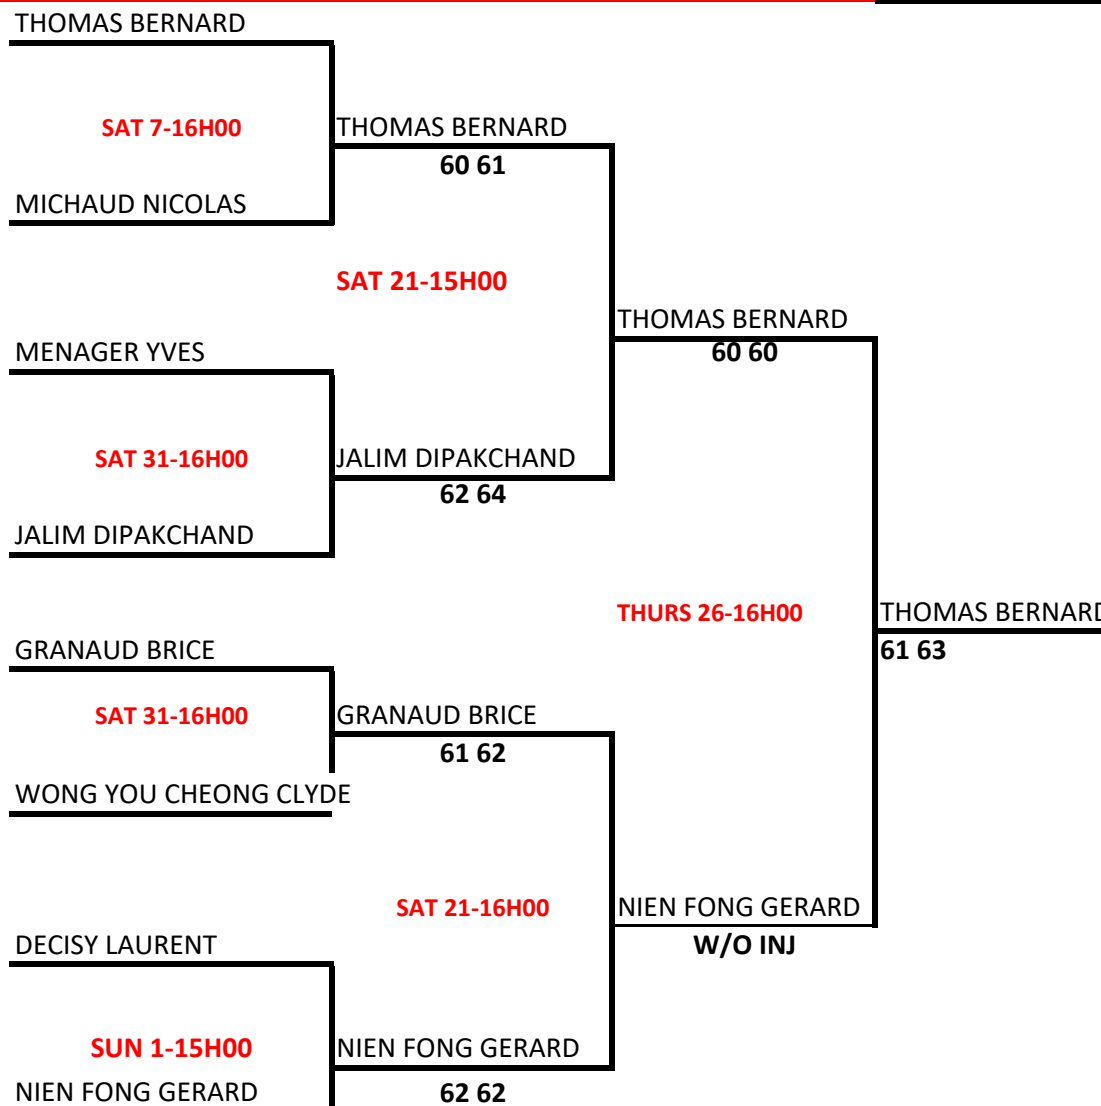 THOMAS BERNARD
SAT 7-16H00
THOMAS BERNARD
60 61
MICHAUD NICOLAS
SAT 21-15H00
THOMAS BERNARD
60 60
MENAGER YVES
SAT 31-16H00
JALIM DIPAKCHAND
62 64
JALIM DIPAKCHAND
THURS 26-16H00
THOMAS BERNARD
61 63
GRANAUD BRICE
SAT 31-16H00
GRANAUD BRICE
61 62
WONG YOU CHEONG CLYDE
SAT 21-16H00
NIEN FONG GERARD
W/O INJ
DECISY LAURENT
SUN 1-15H00
NIEN FONG GERARD
62 62
NIEN FONG GERARD